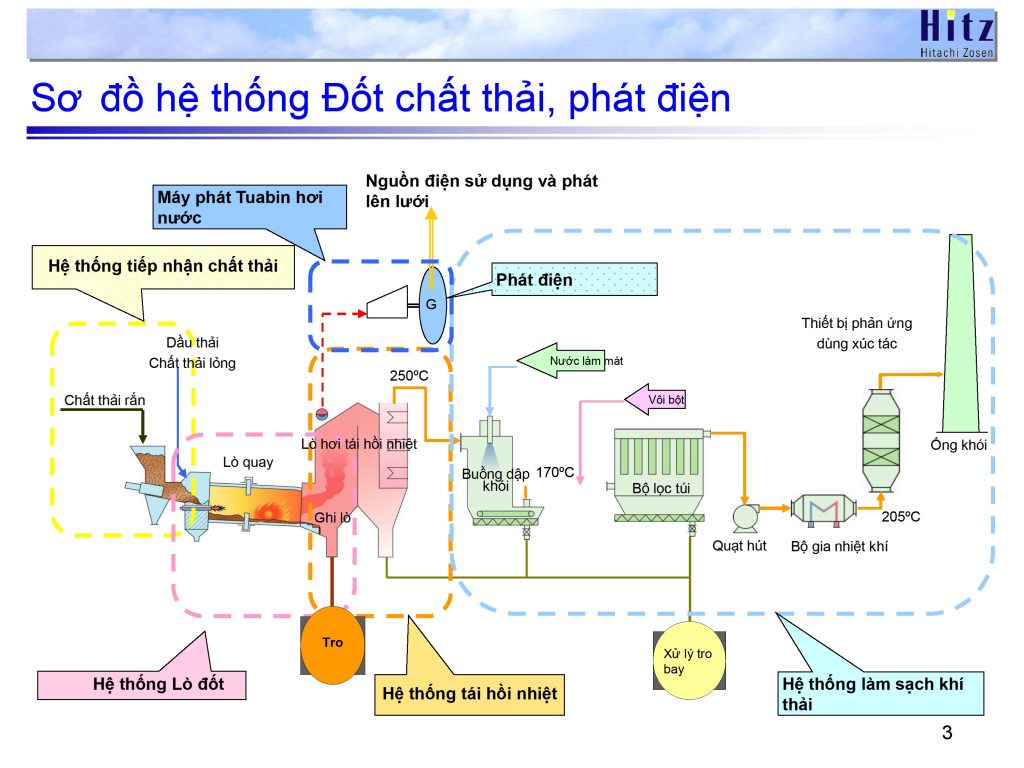 Hitz
Hitachi Zosen
Sơ đồ hệ thống Đốt chất thải, phát điện
Nguồn điện sử dụng và phát
lên lưới
Máy phát Tuabin hơi
nước
Hệ thống tiếp nhận chất thải
Phát điện
G
Thiết bị phản ứng
dùng xúc tác
Dầu thải
Chất thải lỏng
Nước làm mát
250ºC
Chất thải rắn
Vôi bột
Lò hơi tái hồi nhiệt
Ống khói
Lò quay
Buồng dập
khói
170ºC
Bộ lọc túi
Ghi lò
205ºC
Quạt hút
Bộ gia nhiệt khí
Tro
Xử lý tro
bay
Hệ thống Lò đốt
Hệ thống tái hồi nhiệt
Hệ thống làm sạch khí
thải
3